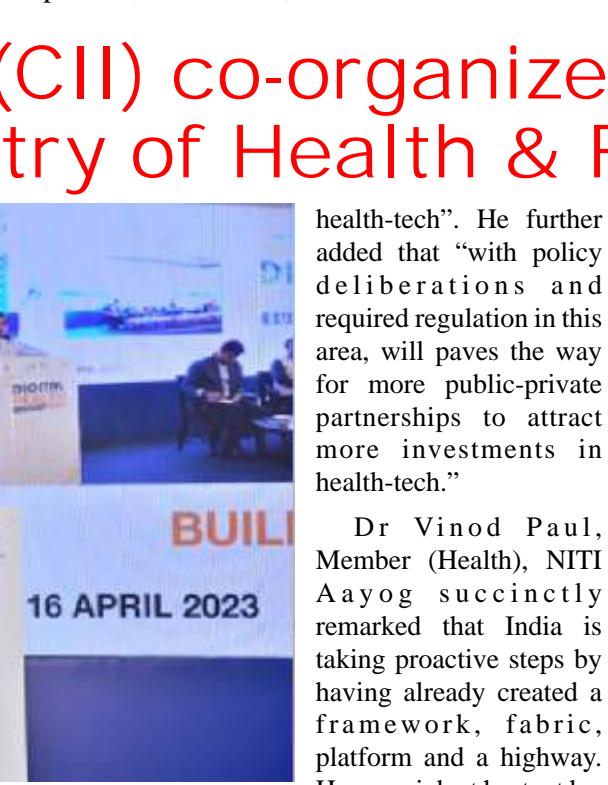 (CII) co-organize
try of Health & F
DIGITAL
HEALTH
BUIL
16 APRIL 2023
health-tech”. He further
added that “with policy
deliberations and
required regulation in this
area, will paves the way
for more public-private
partnerships to attract
more investments in
health-tech.”
Dr Vinod Paul,
Member (Health), NITI
Aayog succinctly
remarked that India is
taking proactive steps by
having already created a
framework, fabric,
platform and a highway.